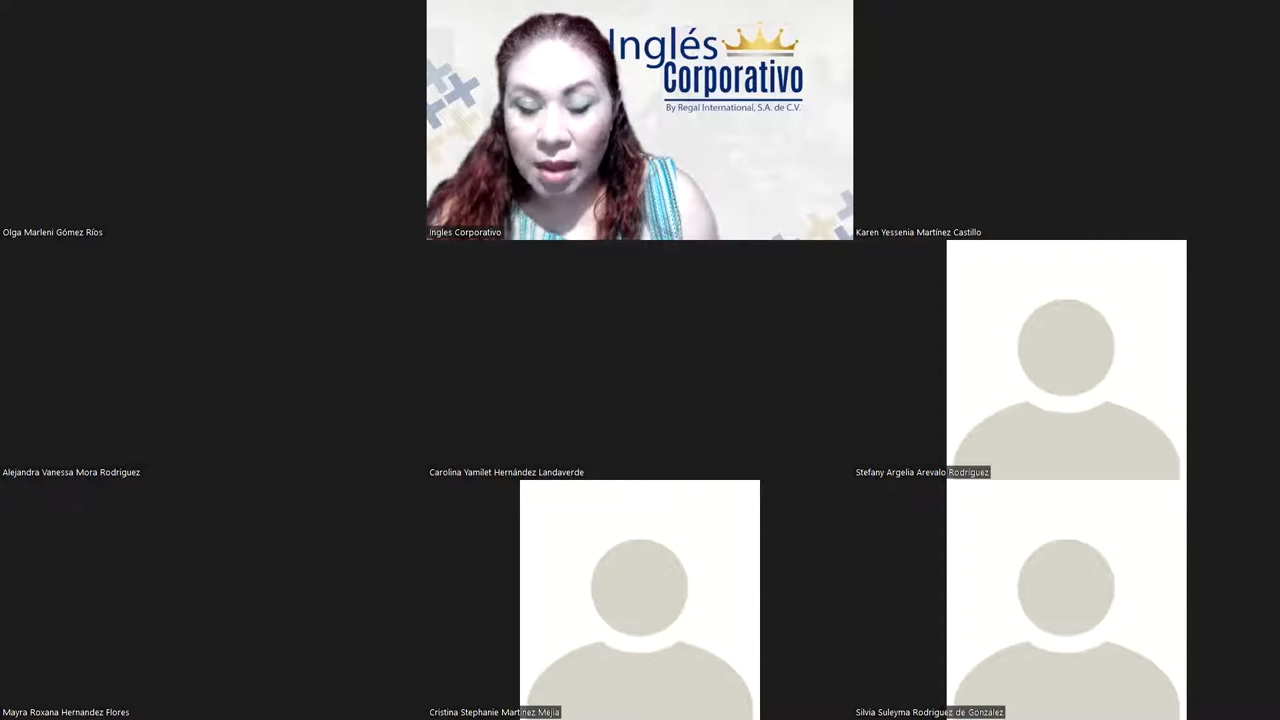 Inglés
Corporativo
By Regal International, S.A. de C.V.
Olga Marleni Gómez Ríos
Ingles Corporativo
Karen Yessenia Martínez Castillo
Alejandra Vanessa Mora Rodriguez
Carolina Yamilet Hernández Landaverde
Stefany Argelia Arevalo Rodríguez
Mayra Roxana Hernandez Flores
Cristina Stephanie Martinez Mejia
Silvia Suleyma Rodriguez de González